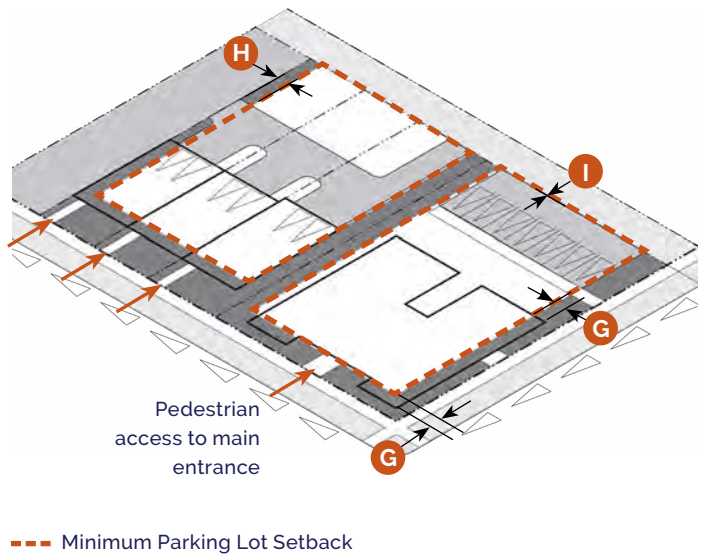 H
I
G
Pedestrian
access to main
entrance
G
Minimum Parking Lot Setback